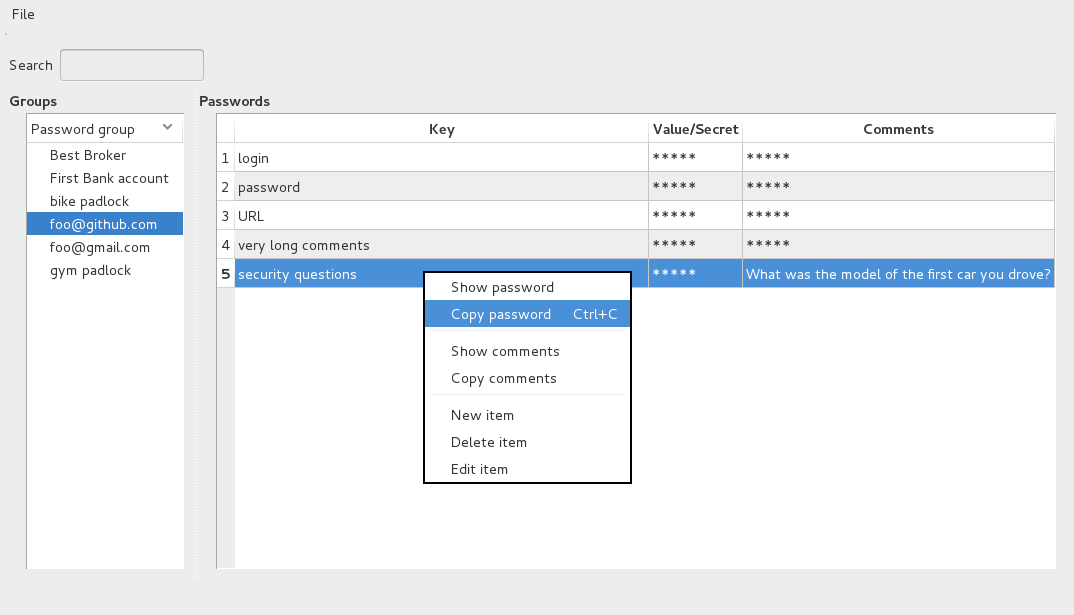 File
Search
Groups
Passwords
Password group
Best Broker
First Bank account
bike padlock
foo@github.com
foo@gmail.com
gym padlock
Key Value/Secret Comments
1 login ***** *****
2 password ***** *****
3 URL ***** *****
4 very long comments ***** *****
5 security questions ***** What was the model of the first car you drove?
Show password
Copy password Ctrl+C
Show comments
Copy comments
New item
Delete item
Edit item